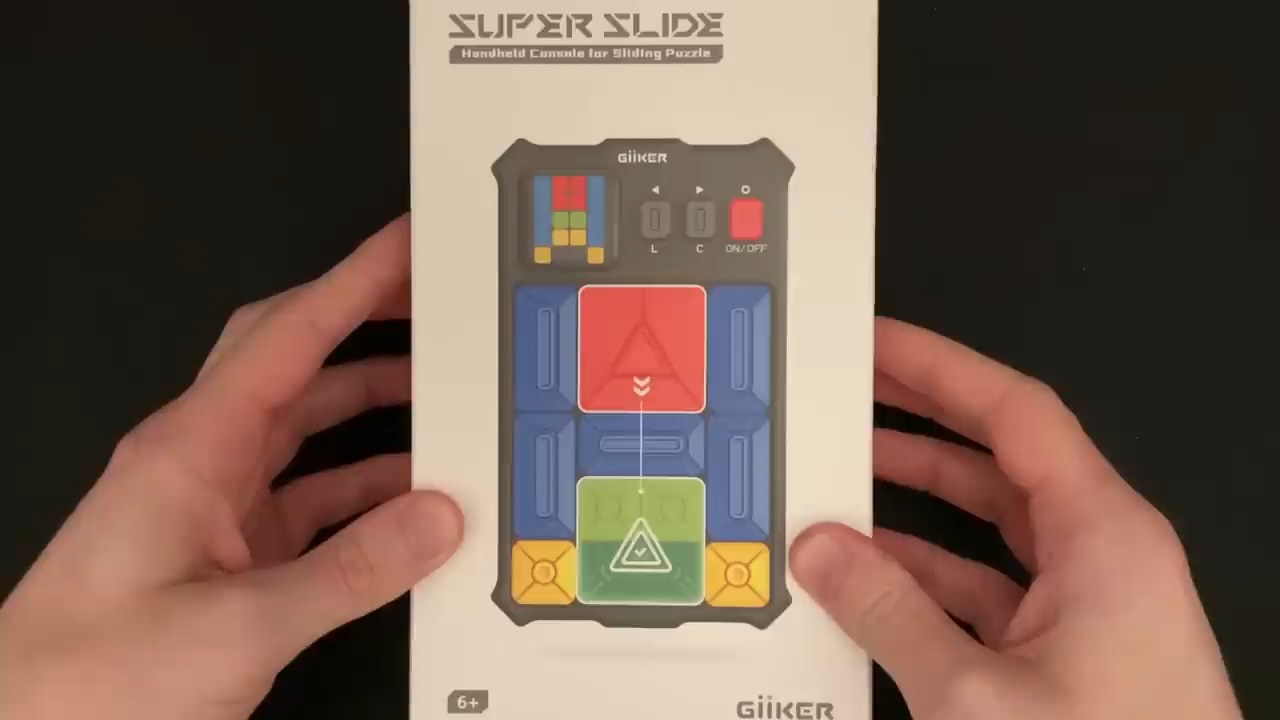 SUPER SLIDE
Handheld Console for Sliding Puzzle
GiiKER
L C ON/OFF
6+
GiiKER